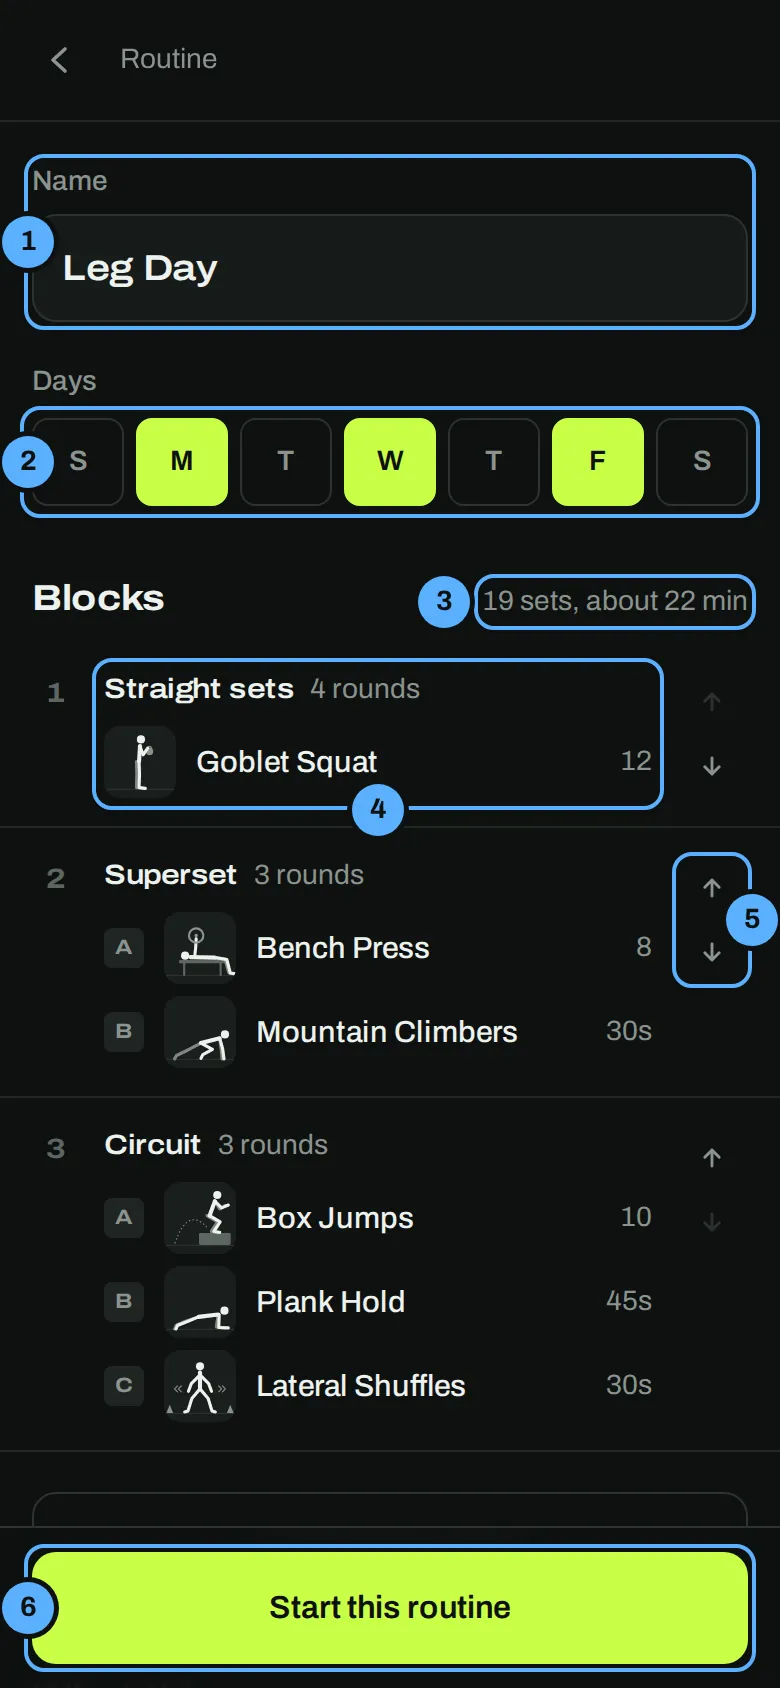 Routine
Name
1
Leg Day
Days
2 S M T W T F S
Blocks 3 19 sets, about 22 min
1 Straight sets 4 rounds
Goblet Squat 12
4
2 Superset 3 rounds
5
A Bench Press 8
B Mountain Climbers 30s
3 Circuit 3 rounds
A Box Jumps 10
B Plank Hold 45s
C Lateral Shuffles 30s
6 Start this routine